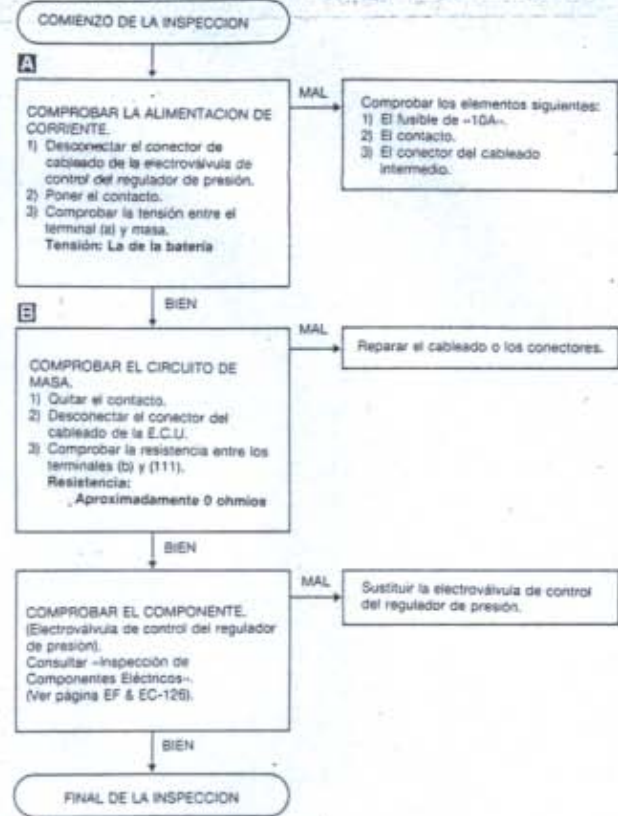 COMIENZO DE LA INSPECCION
A
COMPROBAR LA ALIMENTACION DE
CORRIENTE.
1) Desconectar el conector de
cableado de la electroválvula de
control del regulador de presión.
2) Poner el contacto.
3) Comprobar la tensión entre el
terminal (a) y masa.
Tensión: La de la batería
MAL
Comprobar los elementos siguientes:
1) El fusible de «10A».
2) El contacto.
3) El conector del cableado
intermedio.
BIEN
B
COMPROBAR EL CIRCUITO DE
MASA.
1) Quitar el contacto.
2) Desconectar el conector del
cableado de la E.C.U.
3) Comprobar la resistencia entre los
terminales (b) y (111).
Resistencia:
Aproximadamente 0 ohmios
MAL
Reparar el cableado o los conectores.
BIEN
COMPROBAR EL COMPONENTE.
(Electroválvula de control del regulador
de presión).
Consultar «Inspección de
Componentes Eléctricos».
(Ver página EF & EC-126).
MAL
Sustituir la electroválvula de control
del regulador de presión.
BIEN
FINAL DE LA INSPECCION